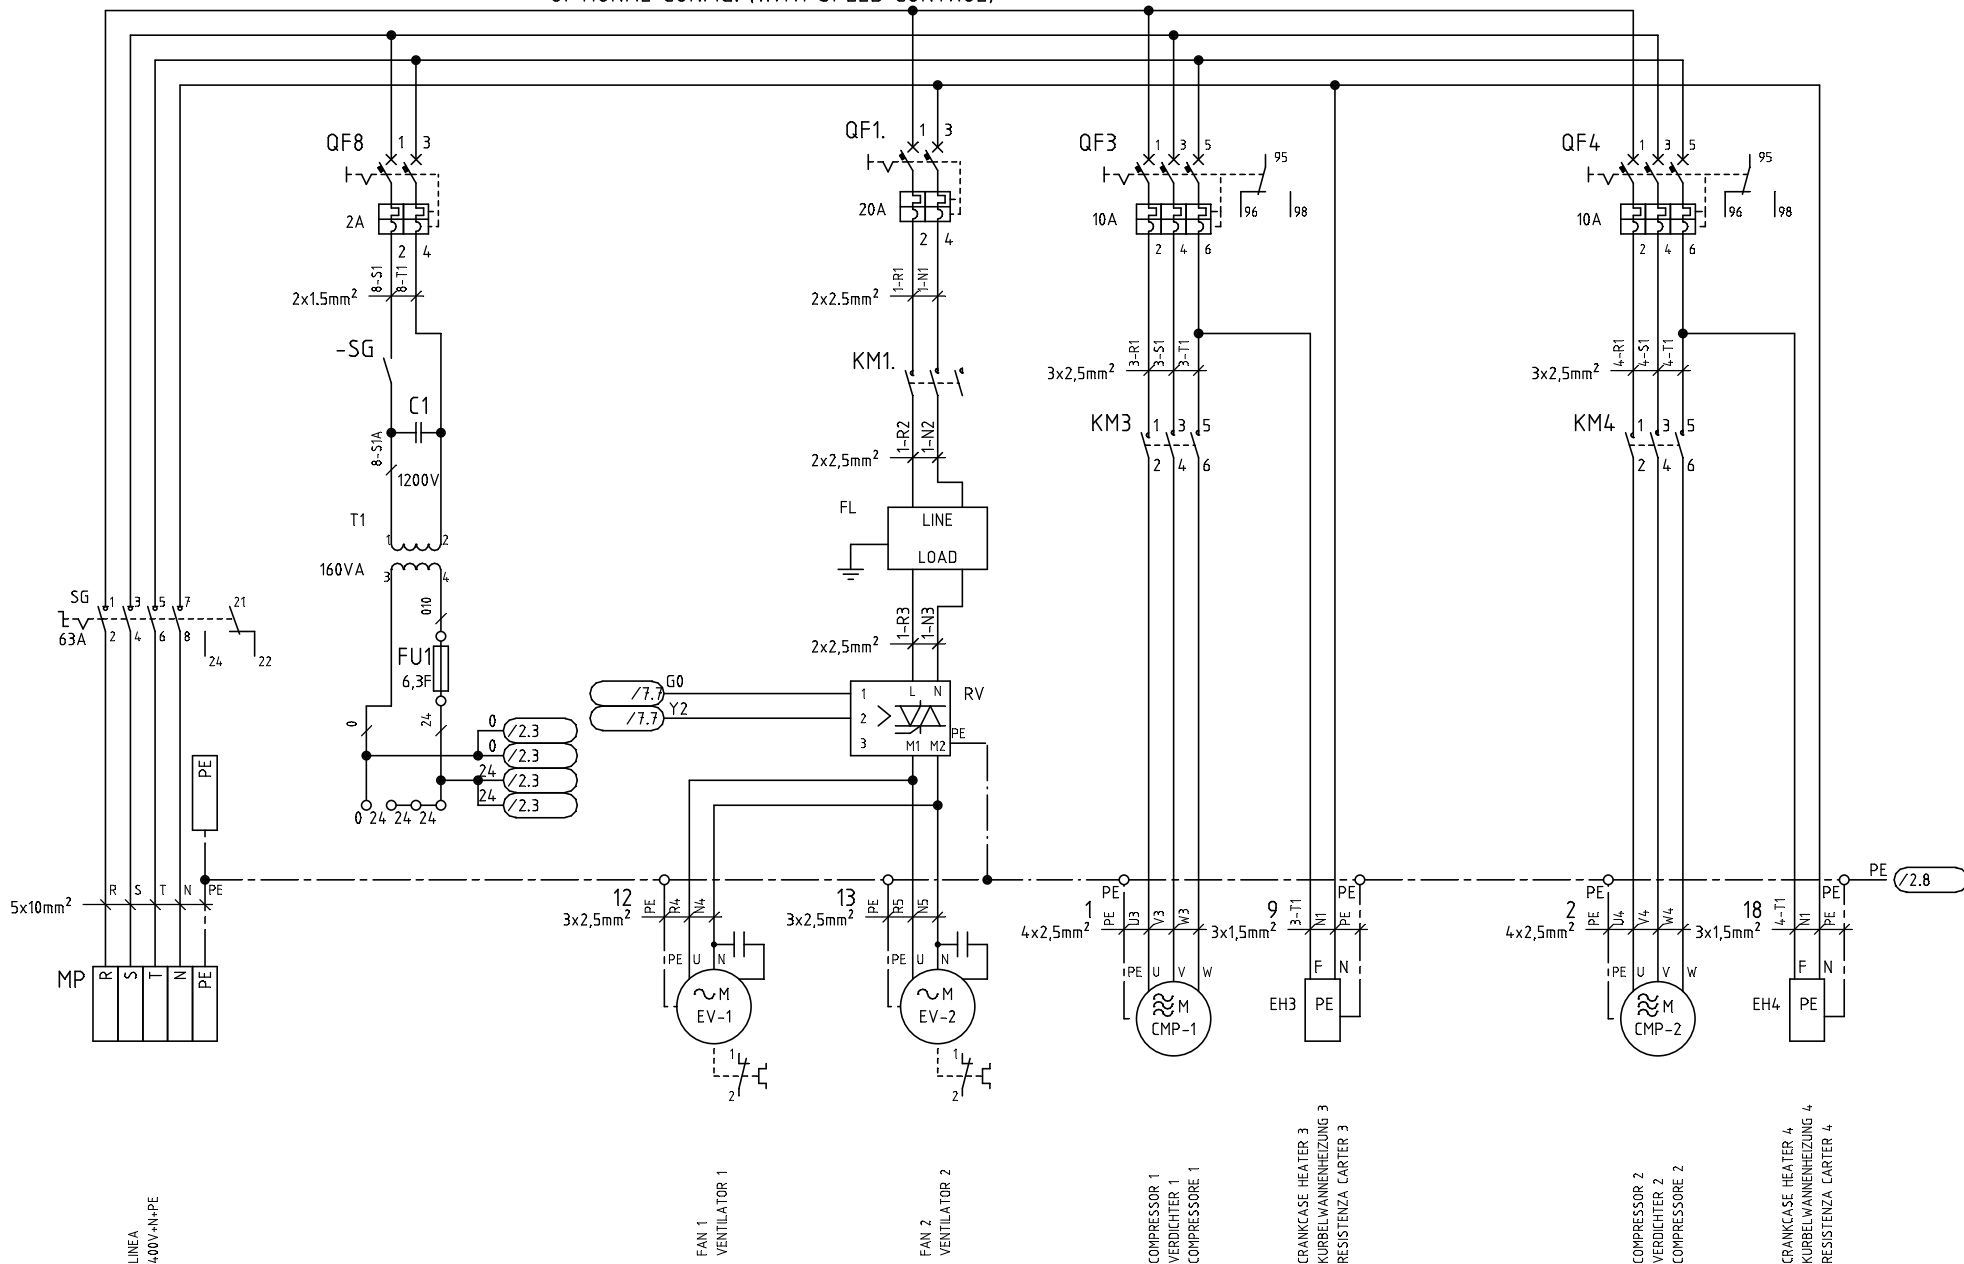 QF8
1 3
2A
2 4
8-S1
8-T1
2x1.5mm²
-SG
C1
8-S1A
1200V
T1
1 2
160VA
3 4
010
FU1
6,3F
0
24
0 /2.3
0 /2.3
24 /2.3
24 /2.3
0 24 24 24
SG
63A
1 3 5 7 21
2 4 6 8 24 22
PE
R S T N PE
5x10mm²
MP
R S T N PE
LINEA
400V+N+PE
QF1.
1 3
20A
2 4
1-R1
1-N1
2x2.5mm²
KM1.
1-R2
1-N2
2x2,5mm²
FL
LINE
LOAD
1-R3
1-N3
2x2,5mm²
/7.7 G0
/7.7 Y2
1 L N RV
2
3 M1 M2 PE
12
3x2,5mm²
PE R4 N4
PE U N
M
EV-1
1
2
FAN 1
VENTILATOR 1
13
3x2,5mm²
PE R5 N5
PE U N
M
EV-2
1
2
FAN 2
VENTILATOR 2
QF3
1 3 5
95
96 98
10A
2 4 6
3-R1
3-S1
3-T1
3x2,5mm²
KM3
1 3 5
2 4 6
PE
1
4x2,5mm²
PE U3 V3 W3
PE U V W
M
CMP-1
COMPRESSOR 1
VERDICHTER 1
COMPRESSORE 1
PE
9
3x1,5mm²
3-T1 N1 PE
F N
EH3 PE
CRANKCASE HEATER 3
KURBELWANNENHEIZUNG 3
RESISTENZA CARTER 3
QF4
1 3 5
95
96 98
10A
2 4 6
4-R1
4-S1
4-T1
3x2,5mm²
KM4
1 3 5
2 4 6
2
4x2,5mm²
PE U4 V4 W4
PE U V W
M
CMP-2
COMPRESSOR 2
VERDICHTER 2
COMPRESSORE 2
PE
18
3x1,5mm²
4-T1 N1 PE
F N
EH4 PE
CRANKCASE HEATER 4
KURBELWANNENHEIZUNG 4
RESISTENZA CARTER 4
PE /2.8